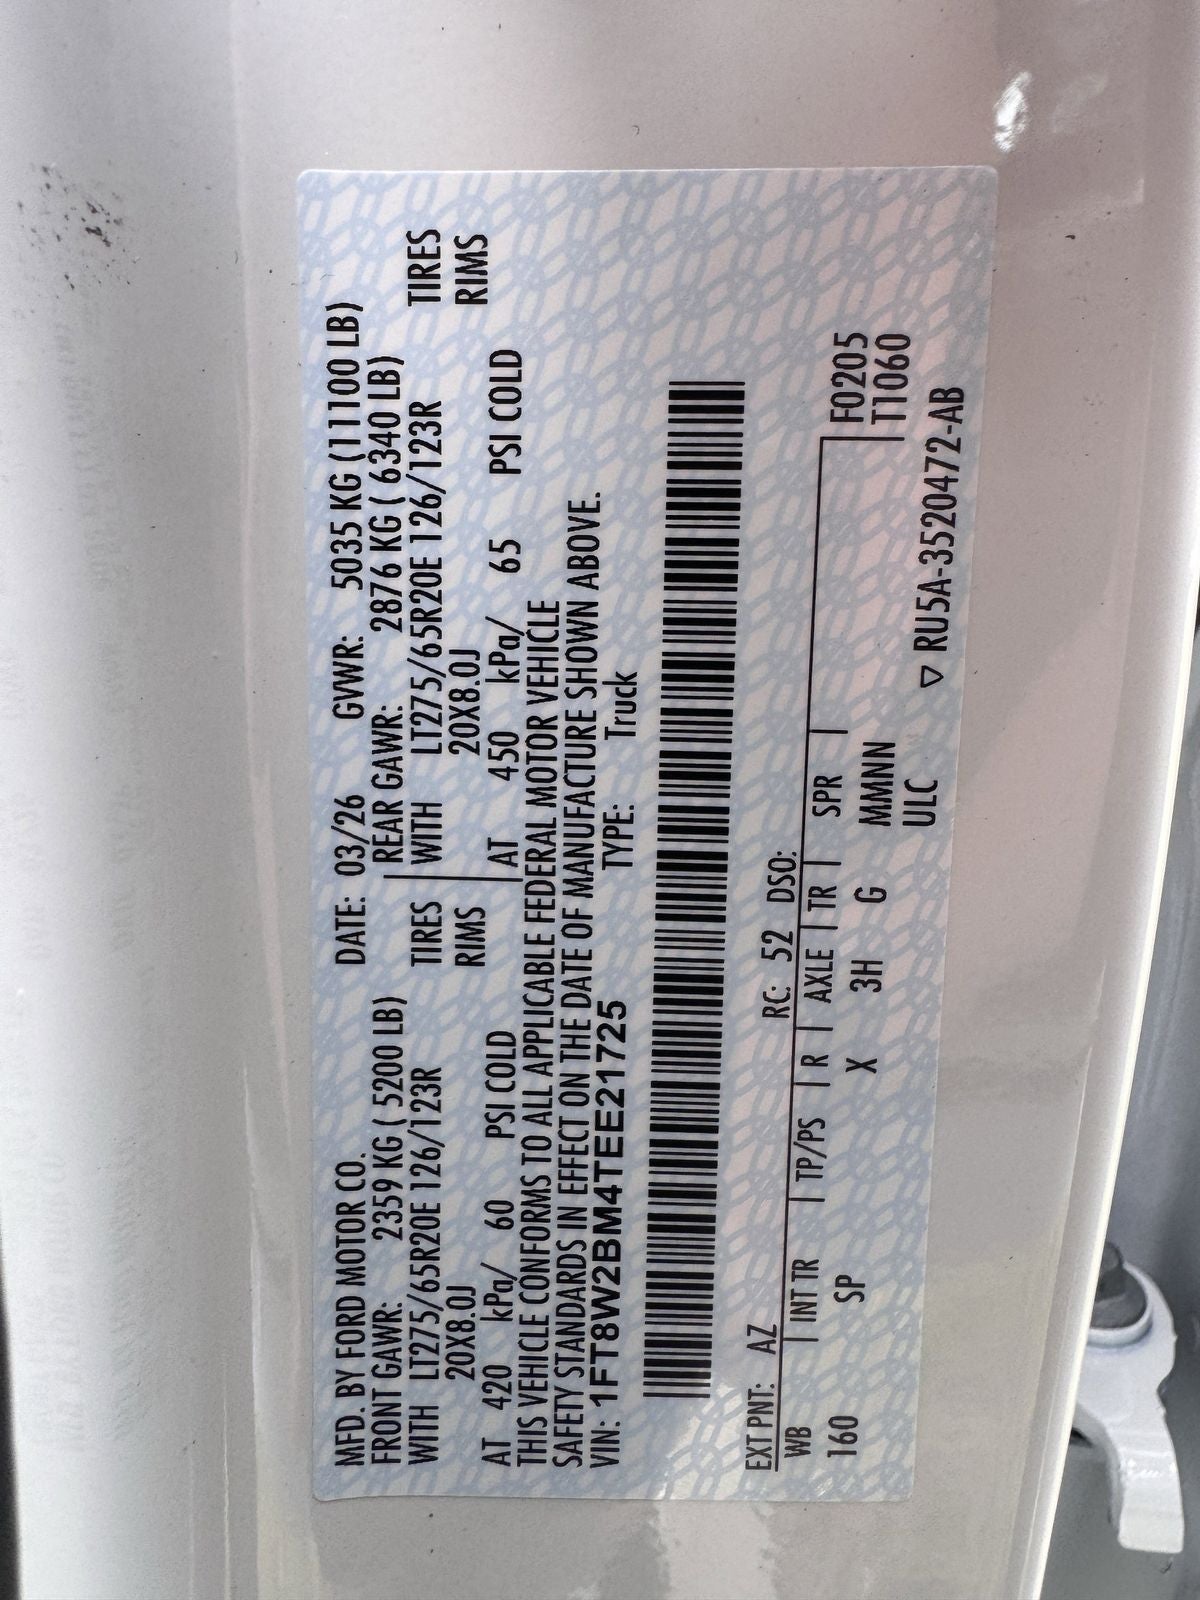 MFD. BY FORD MOTOR CO. DATE: 03/26 GVWR: 5035 KG (11100 LB)
FRONT GAWR: 2359 KG ( 5200 LB) REAR GAWR: 2876 KG ( 6340 LB)
WITH LT275/65R20E 126/123R TIRES WITH LT275/65R20E 126/123R TIRES
20X8.0J RIMS 20X8.0J RIMS
AT 420 kPa/ 60 PSI COLD AT 450 kPa/ 65 PSI COLD
THIS VEHICLE CONFORMS TO ALL APPLICABLE FEDERAL MOTOR VEHICLE
SAFETY STANDARDS IN EFFECT ON THE DATE OF MANUFACTURE SHOWN ABOVE.
VIN: 1FT8W2BM4TEE21725 TYPE: Truck
EXT PNT: AZ RC: 52 DSO:
WB INT TR TP/PS R AXLE TR SPR F0205
160 SP X 3H G MMNN T1060
ULC ▽ RU5A-3520472-AB